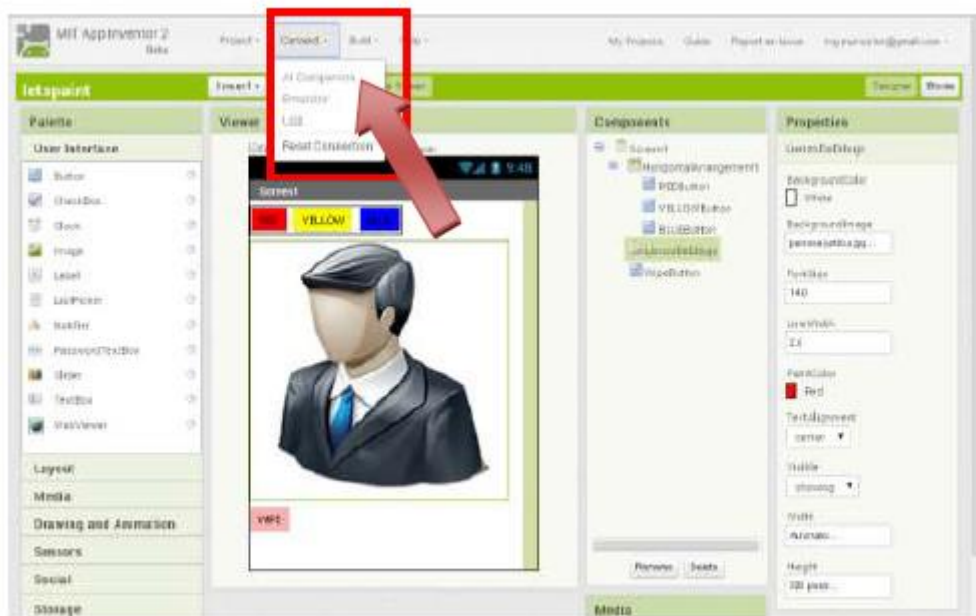 MIT App Inventor 2
Beta
Project Connect Build
My Projects Guide Report an Issue
letspaint
Screen1 Designer Blocks
Palette
User Interface
Button
CheckBox
Clock
Image
Label
ListPicker
Notifier
PasswordTextBox
Slider
TextBox
WebViewer
Layout
Media
Drawing and Animation
Sensors
Social
Storage
AI Companion
Emulator
USB
Reset Connection
Viewer
9:48
Screen1
YELLOW
WIPE
Components
Screen1
HorizontalArrangement1
REDButton
YELLOWButton
BLUEButton
WipeButton
Rename Delete
Media
Properties
BackgroundColor
White
BackgroundImage
FontSize
14.0
LineWidth
PaintColor
Red
TextAlignment
center
Visible
showing
Width
Automatic...
Height